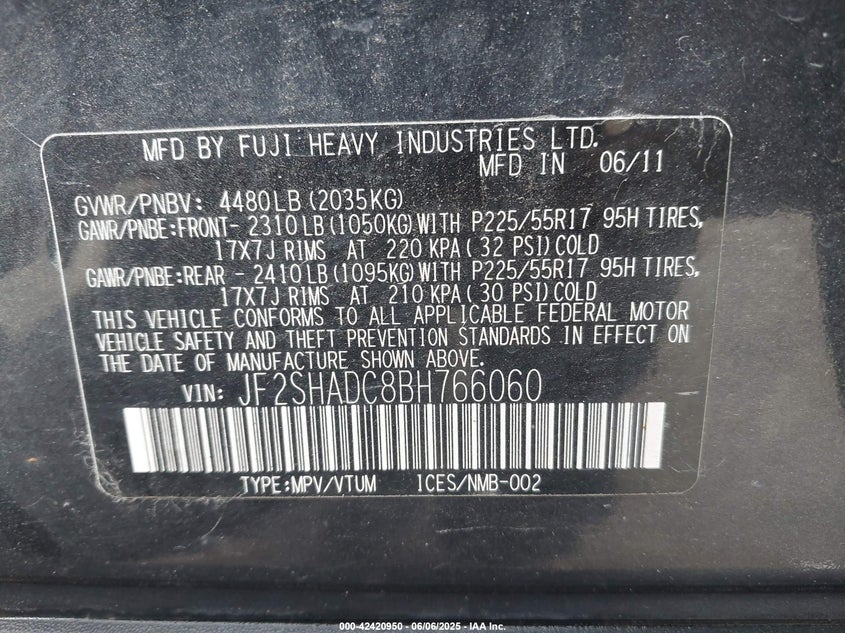 MFD BY FUJI HEAVY INDUSTRIES LTD.
MFD IN 06/11
GVWR/PNBV: 4480LB (2035KG)
GAWR/PNBE:FRONT- 2310 LB (1050KG) WITH P225/55R17 95H TIRES,
17X7J RIMS AT 220 KPA ( 32 PSI) COLD
GAWR/PNBE:REAR - 2410 LB (1095KG) WITH P225/55R17 95H TIRES,
17X7J RIMS AT 210 KPA ( 30 PSI) COLD
THIS VEHICLE CONFORMS TO ALL APPLICABLE FEDERAL MOTOR
VEHICLE SAFETY AND THEFT PREVENTION STANDARDS IN EFFECT ON
THE DATE OF MANUFACTURE SHOWN ABOVE.
VIN: JF2SHADC8BH766060
TYPE:MPV/VTUM ICES/NMB-002
000-42420950 - 06/06/2025 - IAA Inc.